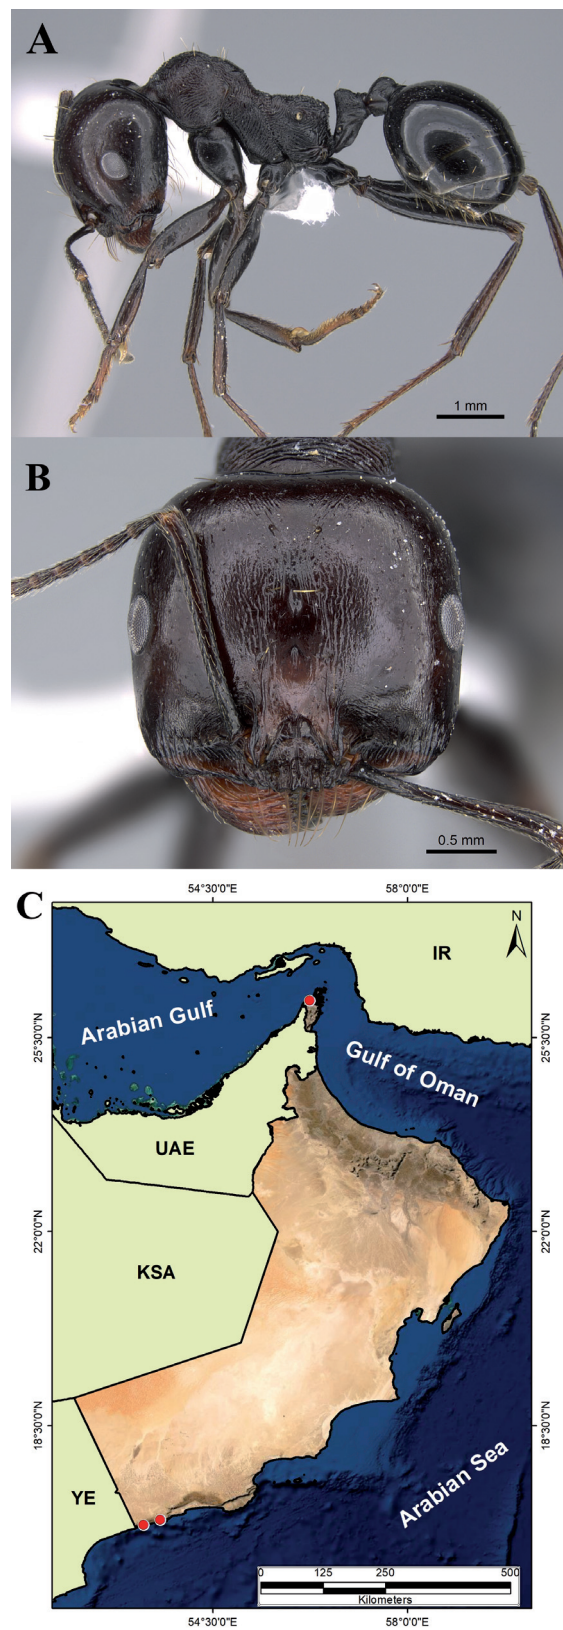 A
1 mm
B
0.5 mm
C
54°30'0"E
58°0'0"E
N
IR
Arabian Gulf
25°30'0"N
25°30'0"N
Gulf of Oman
UAE
22°0'0"N
22°0'0"N
KSA
18°30'0"N
18°30'0"N
YE
Arabian Sea
0 125 250 500
Kilometers
54°30'0"E
58°0'0"E